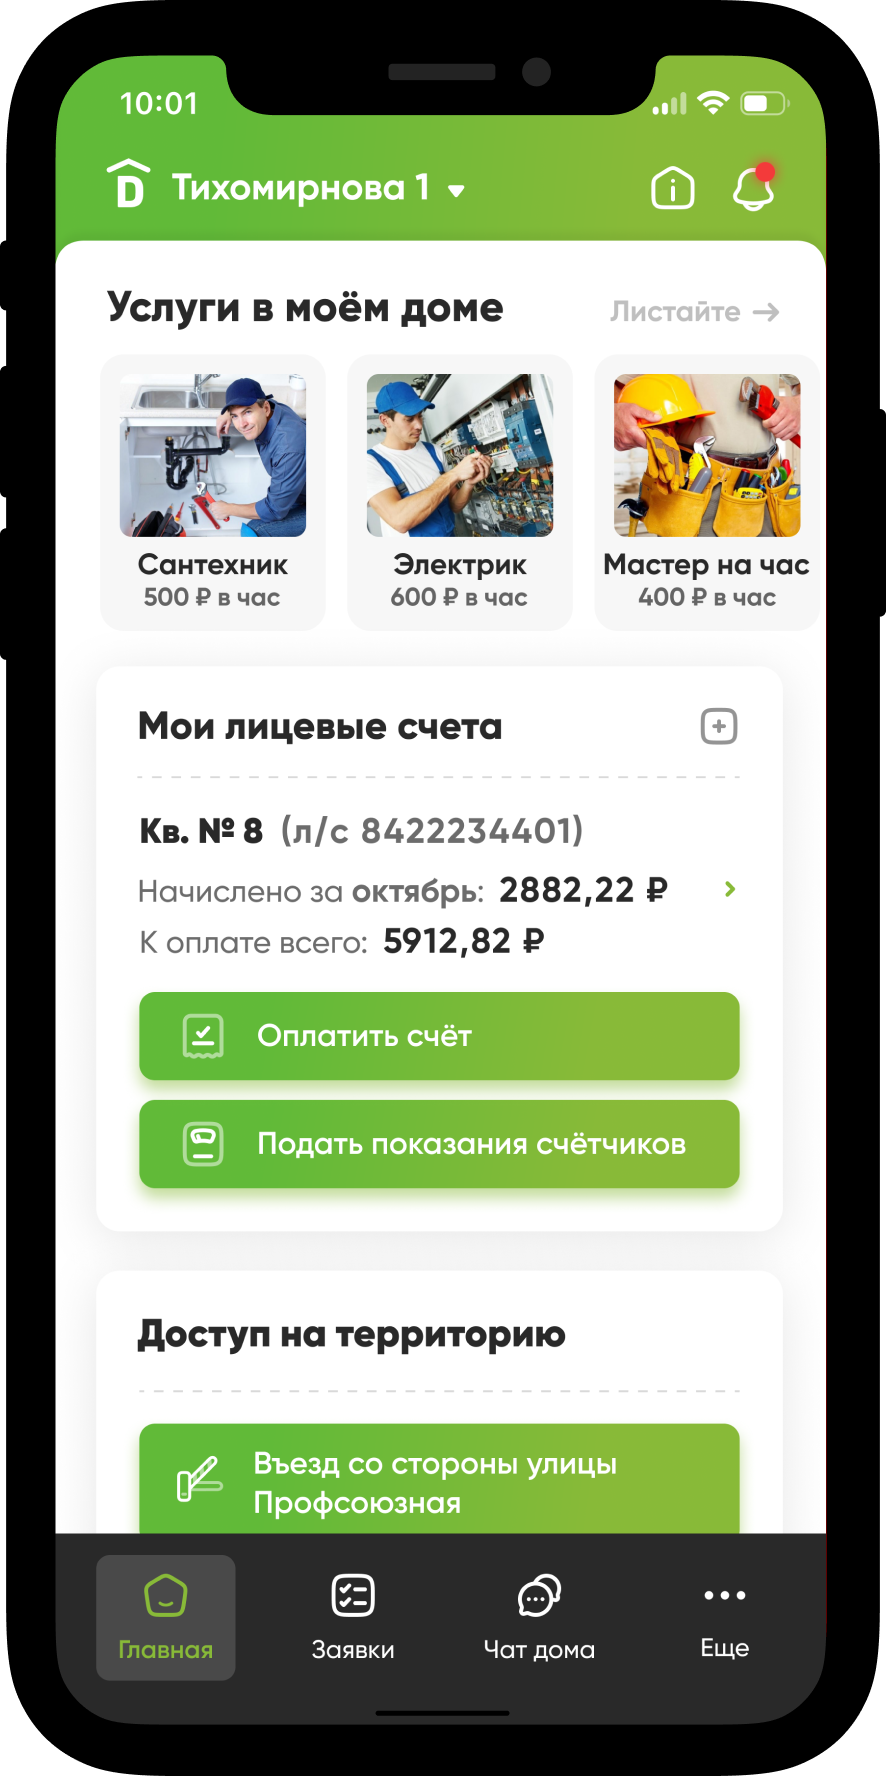 10:01
Тихомирнова 1
Услуги в моём доме
Листайте →
Сантехник
500 ₽ в час
Электрик
600 ₽ в час
Мастер на час
400 ₽ в час
Мои лицевые счета
Кв. № 8 (л/с 8422234401)
Начислено за октябрь: 2882,22 ₽
К оплате всего: 5912,82 ₽
Оплатить счёт
Подать показания счётчиков
Доступ на территорию
Въезд со стороны улицы
Профсоюзная
Главная
Заявки
Чат дома
Еще